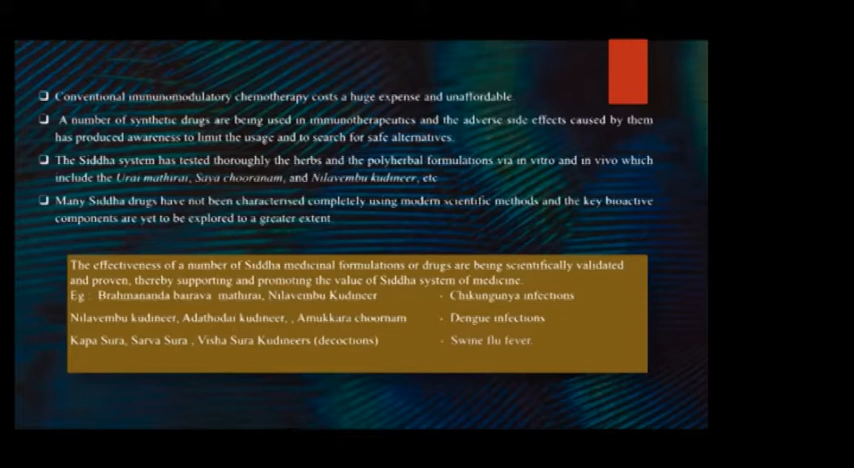 ❑ Conventional immunomodulatory chemotherapy costs a huge expense and unaffordable.
❑ A number of synthetic drugs are being used in immunotherapeutics and the adverse side effects caused by them
has produced awareness to limit the usage and to search for safe alternatives.
❑ The Siddha system has tested thoroughly the herbs and the polyherbal formulations via in vitro and in vivo which
include the Urai mathirai, Saya chooranam, and Nilavembu kudineer, etc
❑ Many Siddha drugs have not been characterised completely using modern scientific methods and the key bioactive
components are yet to be explored to a greater extent.
The effectiveness of a number of Siddha medicinal formulations or drugs are being scientifically validated
and proven, thereby supporting and promoting the value of Siddha system of medicine.
Eg : Brahmananda bairava mathirai, Nilavembu Kudineer - Chikungunya infections
Nilavembu kudineer, Adathodai kudineer, , Amukkara choornam - Dengue infections
Kapa Sura, Sarva Sura , Visha Sura Kudineers (decoctions) - Swine flu fever.